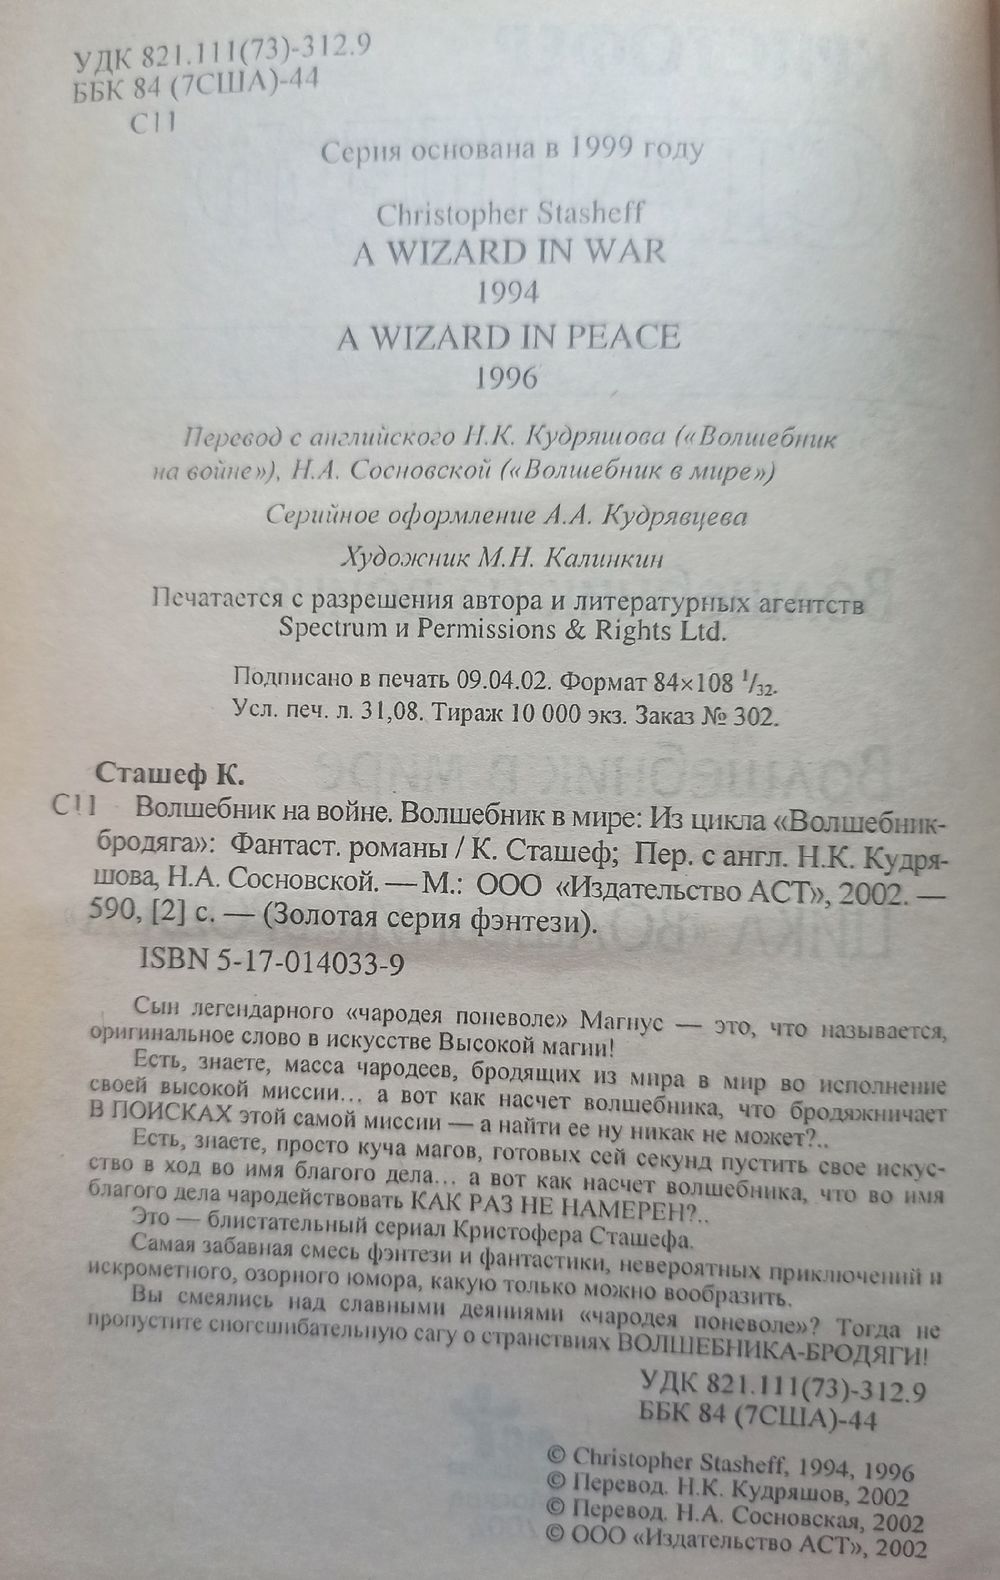 УДК 821.111(73)-312.9
ББК 84 (7США)-44
С11
Серия основана в 1999 году
Christopher Stasheff
A WIZARD IN WAR
1994
A WIZARD IN PEACE
1996
Перевод с английского Н.К. Кудряшова («Волшебник
на войне»), Н.А. Сосновской («Волшебник в мире»)
Серийное оформление А.А. Кудрявцева
Художник М.Н. Калинкин
Печатается с разрешения автора и литературных агентств
Spectrum и Permissions & Rights Ltd.
Подписано в печать 09.04.02. Формат 84×108 1/32.
Усл. печ. л. 31,08. Тираж 10 000 экз. Заказ № 302.
Сташеф К.
С11 Волшебник на войне. Волшебник в мире: Из цикла «Волшебник-
бродяга»: Фантаст. романы / К. Сташеф; Пер. с англ. Н.К. Кудря-
шова, Н.А. Сосновской. — М.: ООО «Издательство АСТ», 2002. —
590, [2] с. — (Золотая серия фэнтези).
ISBN 5-17-014033-9
Сын легендарного «чародея поневоле» Магнус — это, что называется,
оригинальное слово в искусстве Высокой магии!
Есть, знаете, масса чародеев, бродящих из мира в мир во исполнение
своей высокой миссии... а вот как насчет волшебника, что бродяжничает
В ПОИСКАХ этой самой миссии — а найти ее ну никак не может?..
Есть, знаете, просто куча магов, готовых сей секунд пустить свое искус-
ство в ход во имя благого дела... а вот как насчет волшебника, что во имя
благого дела чародействовать КАК РАЗ НЕ НАМЕРЕН?..
Это — блистательный сериал Кристофера Сташефа.
Самая забавная смесь фэнтези и фантастики, невероятных приключений и
искрометного, озорного юмора, какую только можно вообразить.
Вы смеялись над славными деяниями «чародея поневоле»? Тогда не
пропустите сногсшибательную сагу о странствиях ВОЛШЕБНИКА-БРОДЯГИ!
УДК 821.111(73)-312.9
ББК 84 (7США)-44
© Christopher Stasheff, 1994, 1996
© Перевод. Н.К. Кудряшов, 2002
© Перевод. Н.А. Сосновская, 2002
© ООО «Издательство АСТ», 2002